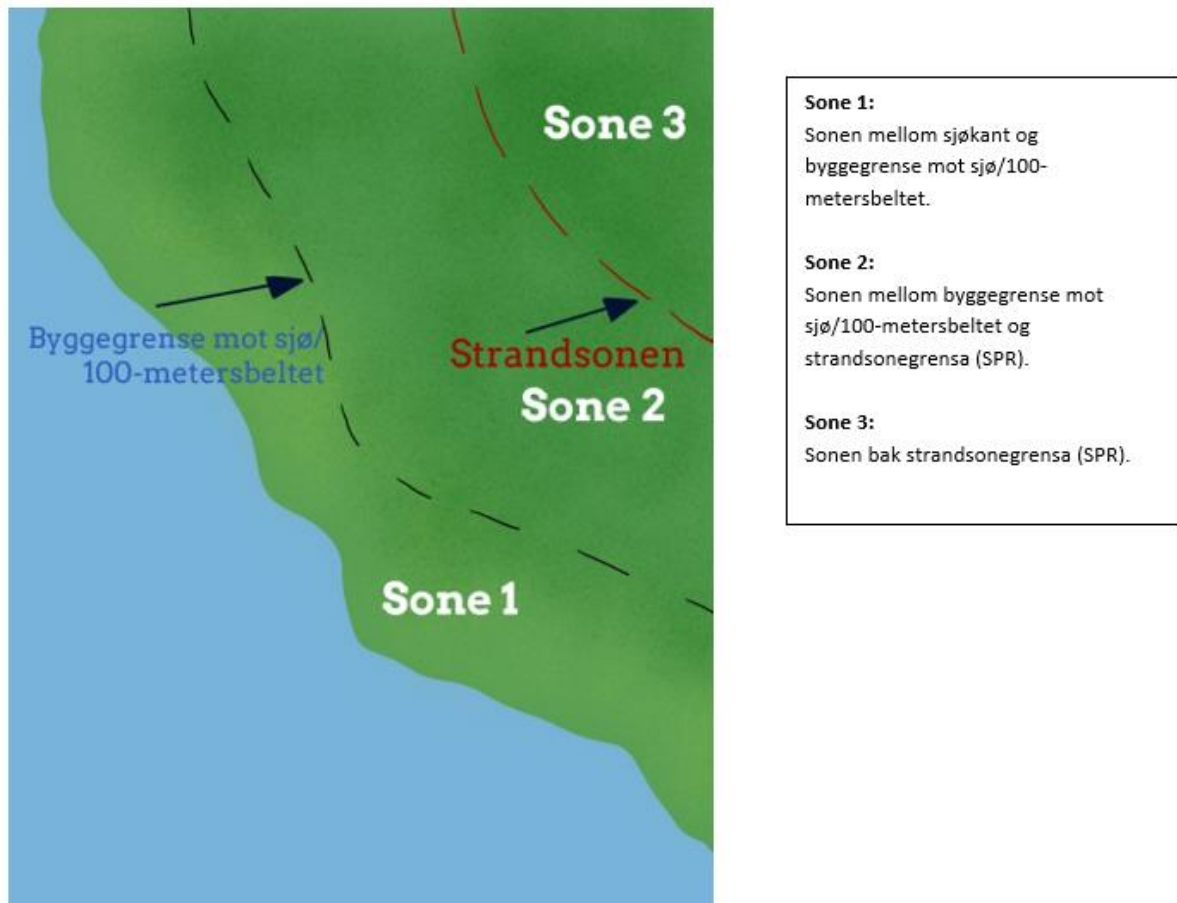 Sone 3
Byggegrense mot sjø/
100-metersbeltet
Strandsonen
Sone 2
Sone 1
Sone 1:
Sonen mellom sjøkant og
byggegrense mot sjø/100-
metersbeltet.
Sone 2:
Sonen mellom byggegrense mot
sjø/100-metersbeltet og
strandsonegrensa (SPR).
Sone 3:
Sonen bak strandsonegrensa (SPR).